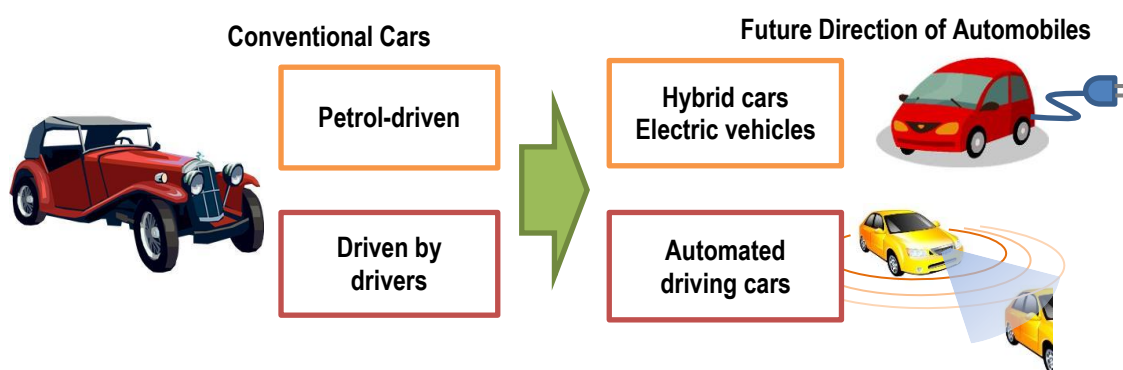 Conventional Cars
Future Direction of Automobiles
Petrol-driven
Hybrid cars
Electric vehicles
Driven by
drivers
Automated
driving cars